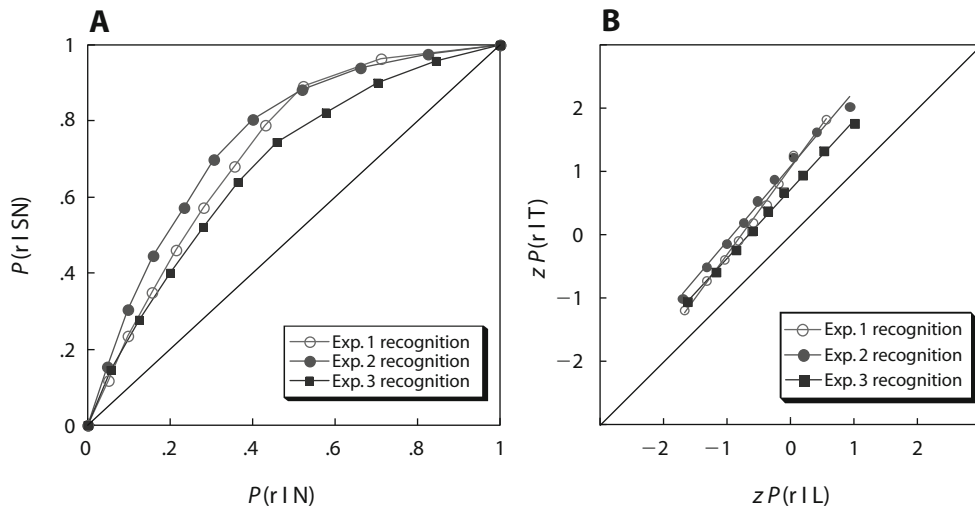 A
1
.8
.6
.4
.2
0
P(r I SN)
0
.2
.4
.6
.8
1
P(r I N)
Exp. 1 recognition
Exp. 2 recognition
Exp. 3 recognition
B
2
1
0
−1
−2
z P(r I T)
−2
−1
0
1
2
z P(r I L)
Exp. 1 recognition
Exp. 2 recognition
Exp. 3 recognition